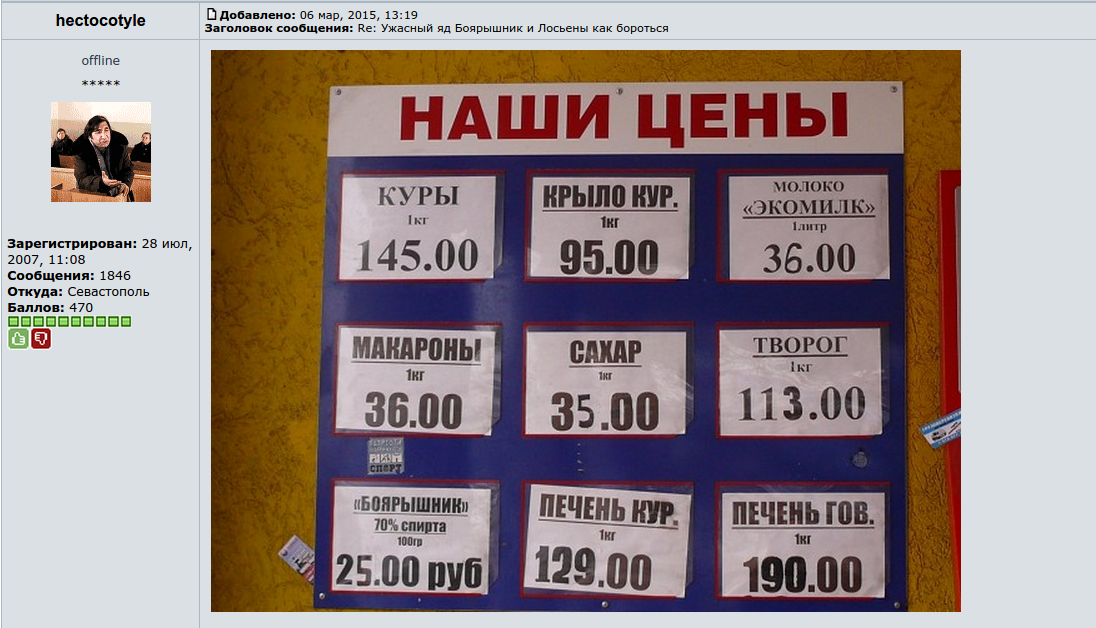 hectocotyle
Добавлено: 06 мар, 2015, 13:19
Заголовок сообщения: Re: Ужасный яд Боярышник и Лосьены как бороться
offline
*****
Зарегистрирован: 28 июл,
2007, 11:08
Сообщения: 1846
Откуда: Севастополь
Баллов: 470
НАШИ ЦЕНЫ
КУРЫ
1кг
145.00
КРЫЛО КУР.
1кг
95.00
МОЛОКО
«ЭКОМИЛК»
1литр
36.00
МАКАРОНЫ
1кг
36.00
САХАР
1кг
35.00
ТВОРОГ
1кг
113.00
СПОРТ
«БОЯРЫШНИК»
70% спирта
100гр
25.00 руб
ПЕЧЕНЬ КУР.
1кг
129.00
ПЕЧЕНЬ ГОВ.
1кг
190.00